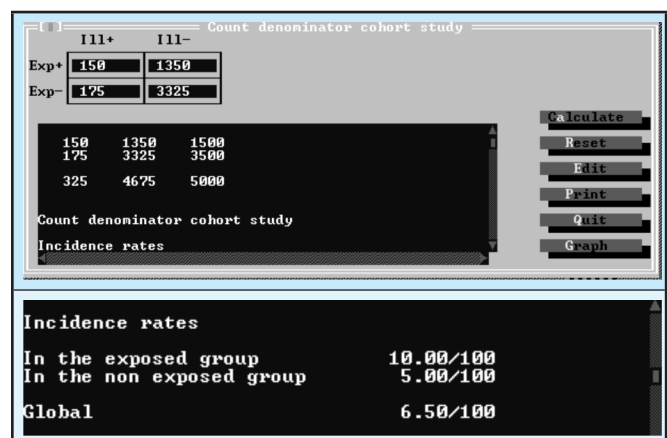 Count denominator cohort study
Ill+ Ill-
Exp+ 150 1350
Exp- 175 3325
150 1350 1500
175 3325 3500
325 4675 5000
Count denominator cohort study
Incidence rates
Calculate
Reset
Edit
Print
Quit
Graph
Incidence rates
In the exposed group 10.00/100
In the non exposed group 5.00/100
Global 6.50/100